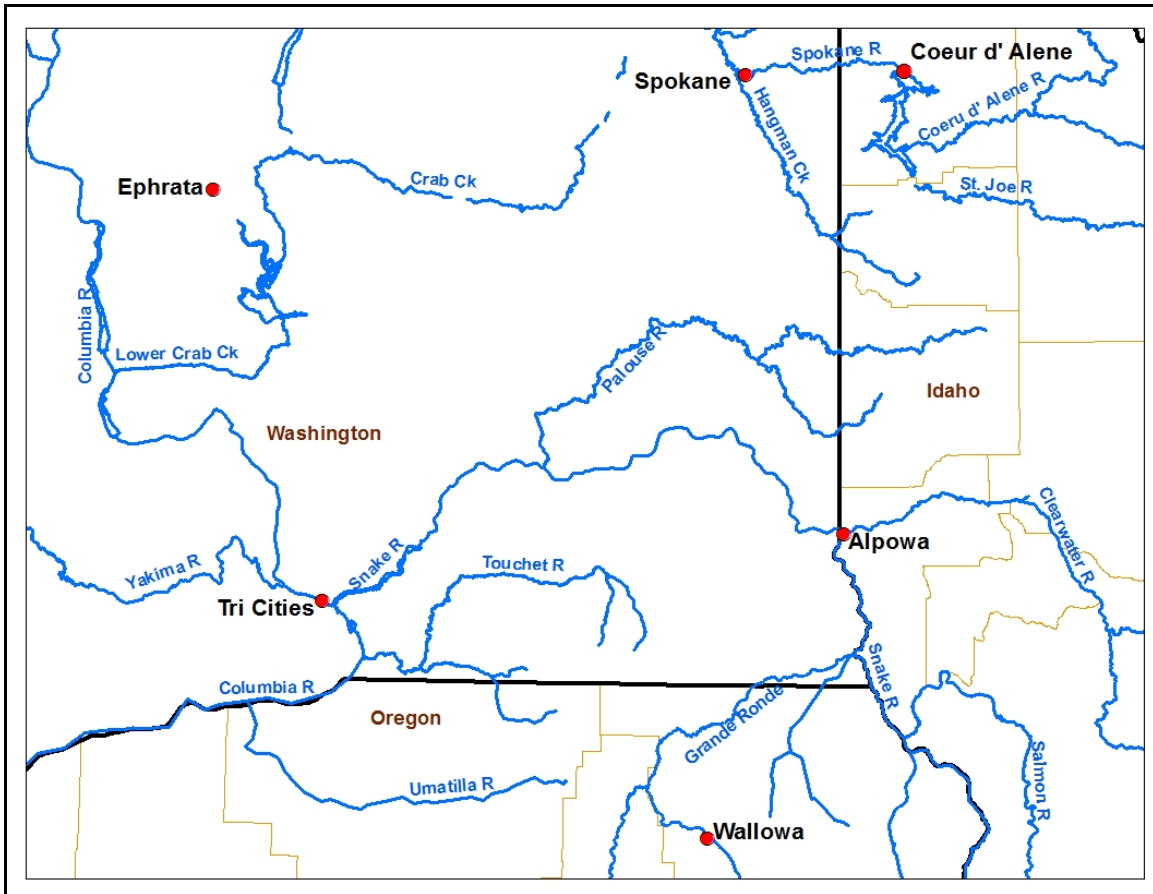 Coeur d' Alene
Spokane R
Spokane
Coeru d' Alene R
Hangman Ck
Ephrata
Crab Ck
St. Joe R
Columbia R
Lower Crab Ck
Palouse R
Idaho
Washington
Clearwater R
Alpowa
Snake R
Touchet R
Yakima R
Tri Cities
Snake R
Columbia R
Oregon
Grande Ronde
Salmon R
Umatilla R
Wallowa